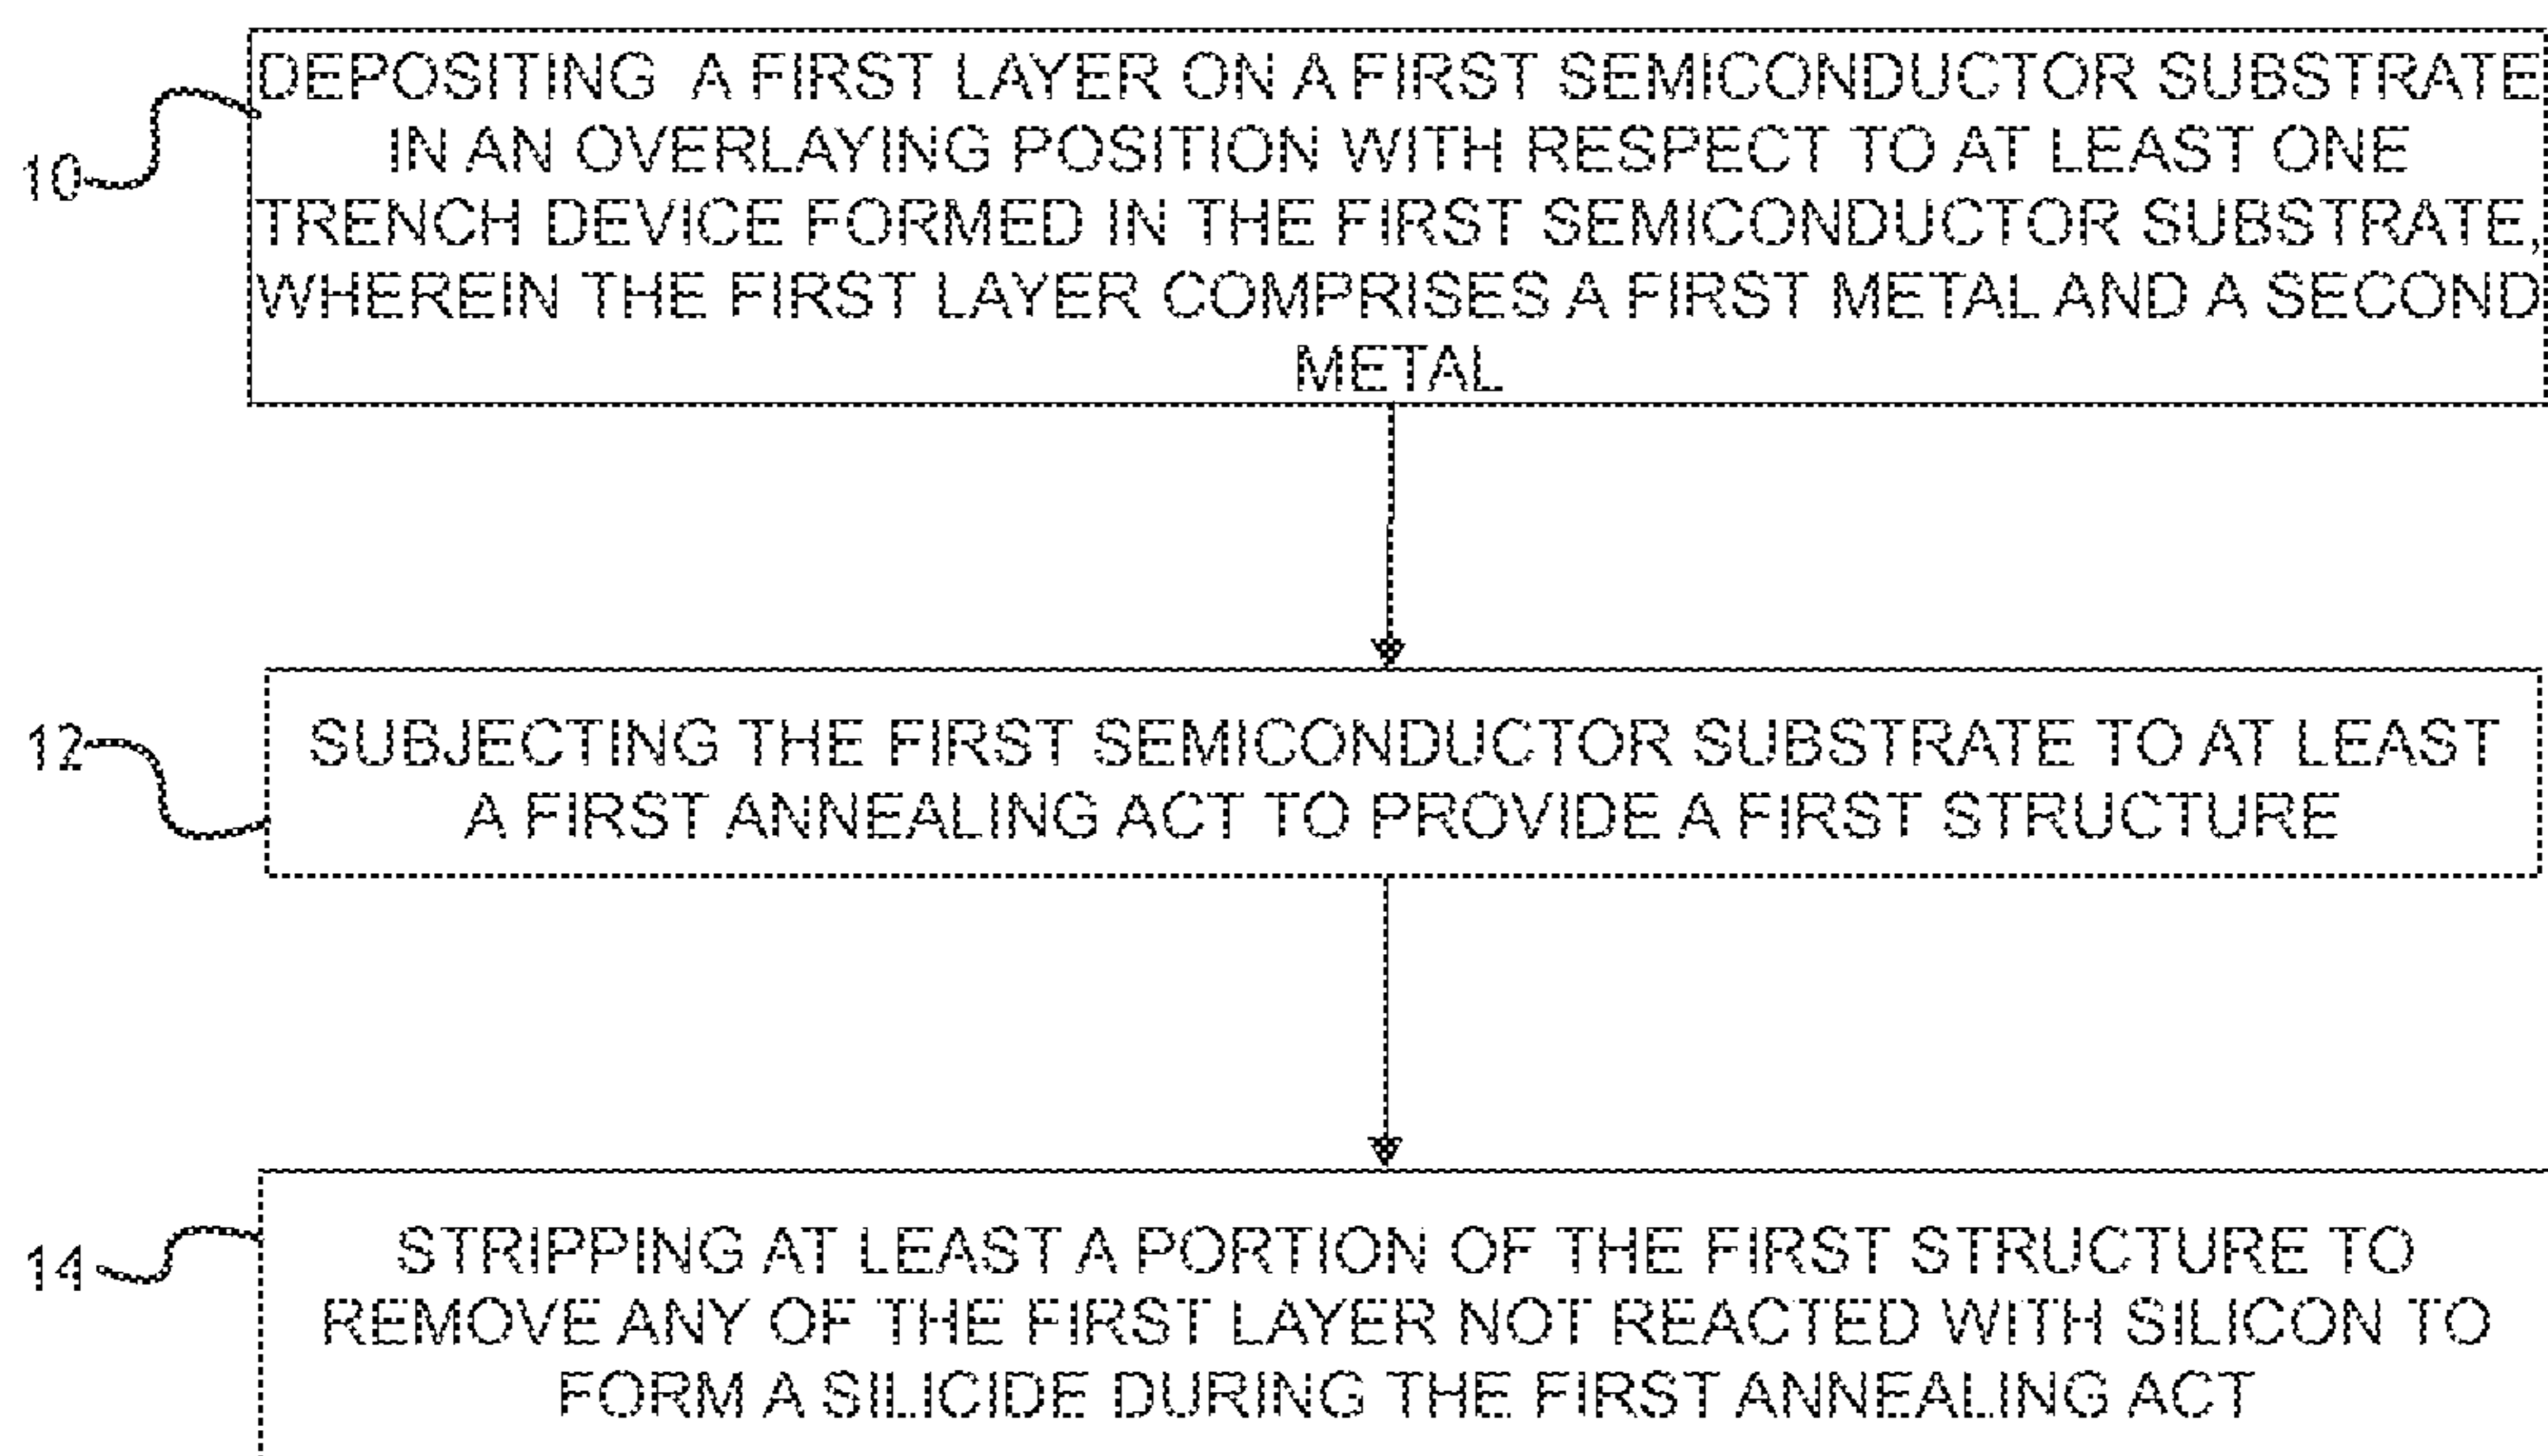 DEPOSITING A FIRST LAYER ON A FIRST SEMICONDUCTOR SUBSTRATE
IN AN OVERLAYING POSITION WITH RESPECT TO AT LEAST ONE
TRENCH DEVICE FORMED IN THE FIRST SEMICONDUCTOR SUBSTRATE,
WHEREIN THE FIRST LAYER COMPRISES A FIRST METAL AND A SECOND
METAL
10
SUBJECTING THE FIRST SEMICONDUCTOR SUBSTRATE TO AT LEAST
A FIRST ANNEALING ACT TO PROVIDE A FIRST STRUCTURE
12
STRIPPING AT LEAST A PORTION OF THE FIRST STRUCTURE TO
REMOVE ANY OF THE FIRST LAYER NOT REACTED WITH SILICON TO
FORM A SILICIDE DURING THE FIRST ANNEALING ACT
14